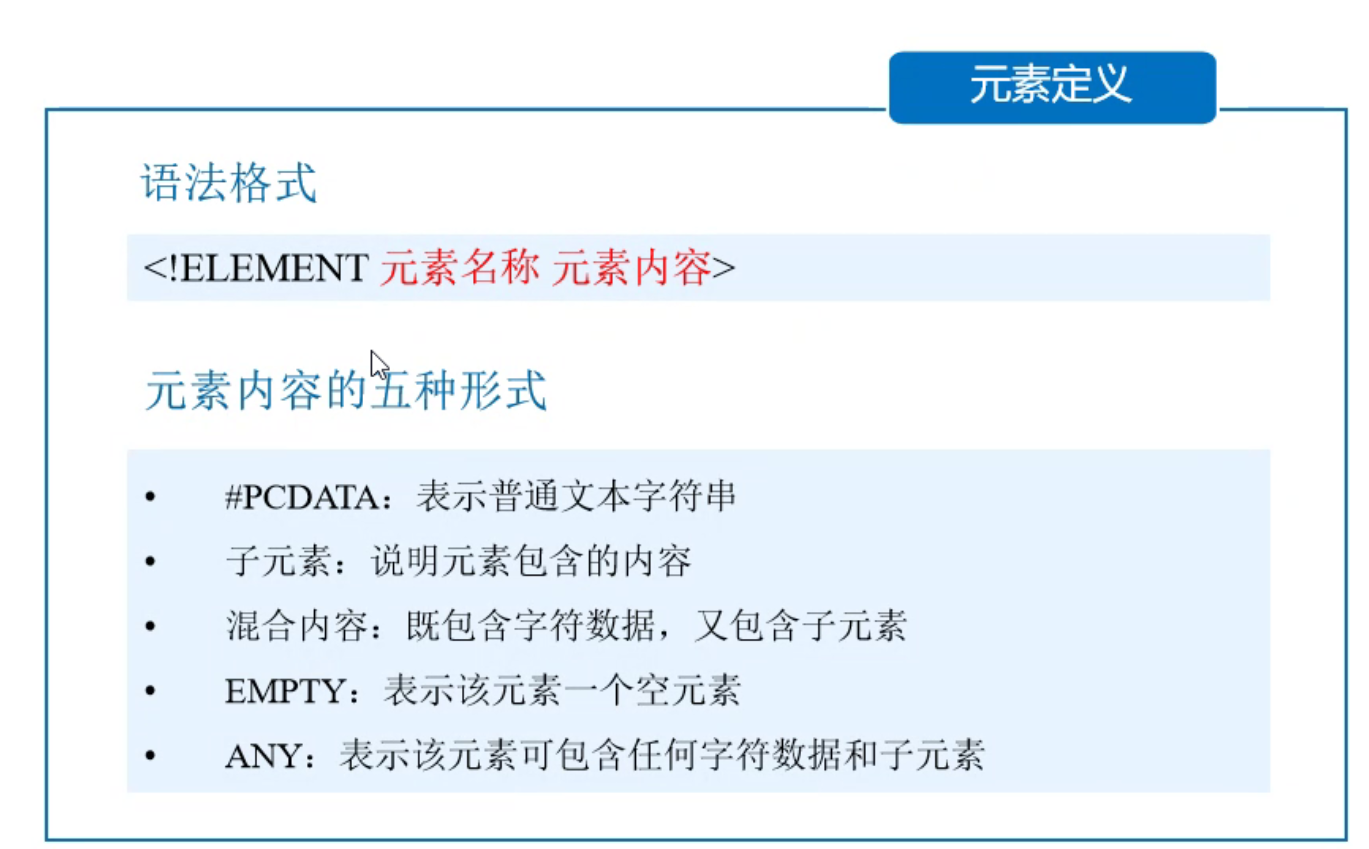 元素定义
语法格式
<!ELEMENT 元素名称 元素内容>
元素内容的五种形式
• #PCDATA：表示普通文本字符串
• 子元素：说明元素包含的内容
• 混合内容：既包含字符数据，又包含子元素
• EMPTY：表示该元素一个空元素
• ANY：表示该元素可包含任何字符数据和子元素